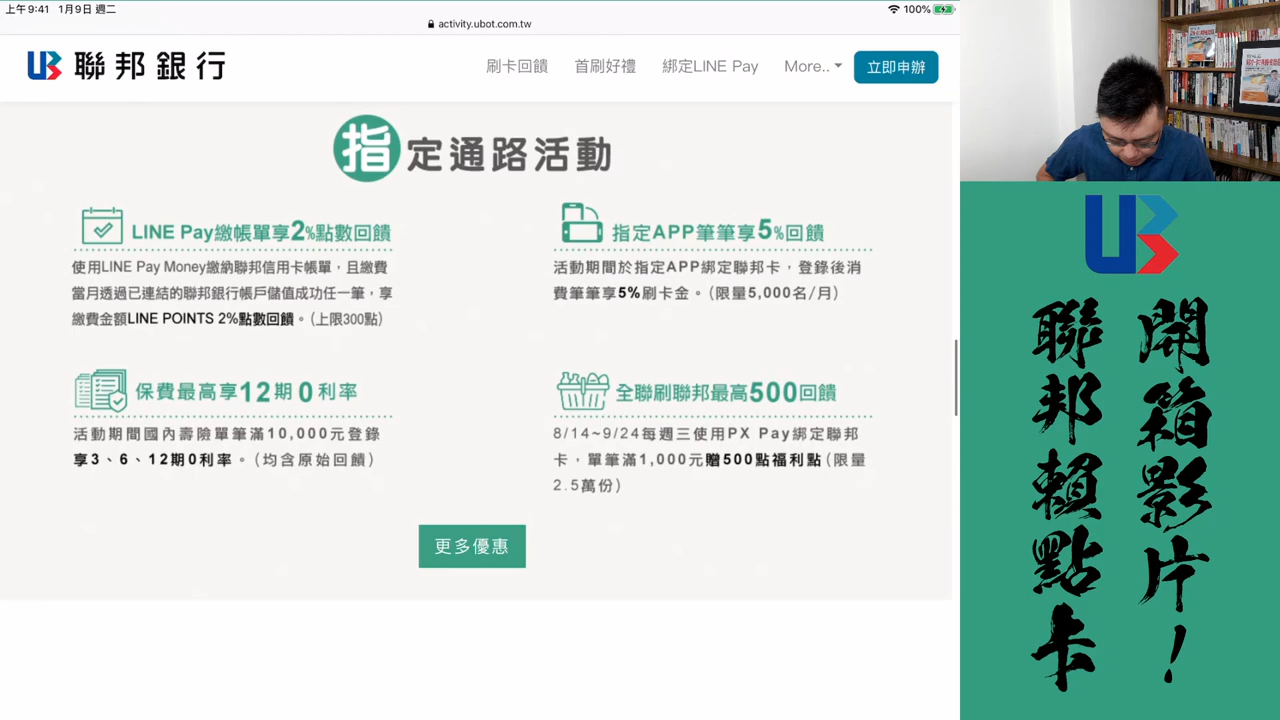 上午9:41 1月9日 週二
100%
activity.ubot.com.tw
聯邦銀行
刷卡回饋
首刷好禮
綁定LINE Pay
More..
立即申辦
指定通路活動
LINE Pay繳帳單享2%點數回饋
使用LINE Pay Money繳納聯邦信用卡帳單,且繳費
當月透過已連結的聯邦銀行帳戶儲值成功任一筆,享
繳費金額LINE POINTS 2%點數回饋。(上限300點)
指定APP筆筆享5%回饋
活動期間於指定APP綁定聯邦卡,登錄後消
費筆筆享5%刷卡金。(限量5,000名/月)
保費最高享12期0利率
活動期間國內壽險單筆滿10,000元登錄
享3、6、12期0利率。(均含原始回饋)
全聯刷聯邦最高500回饋
8/14~9/24每週三使用PX Pay綁定聯邦
卡,單筆滿1,000元贈500點福利點(限量
2.5萬份)
更多優惠
開箱影片!
聯邦賴點卡